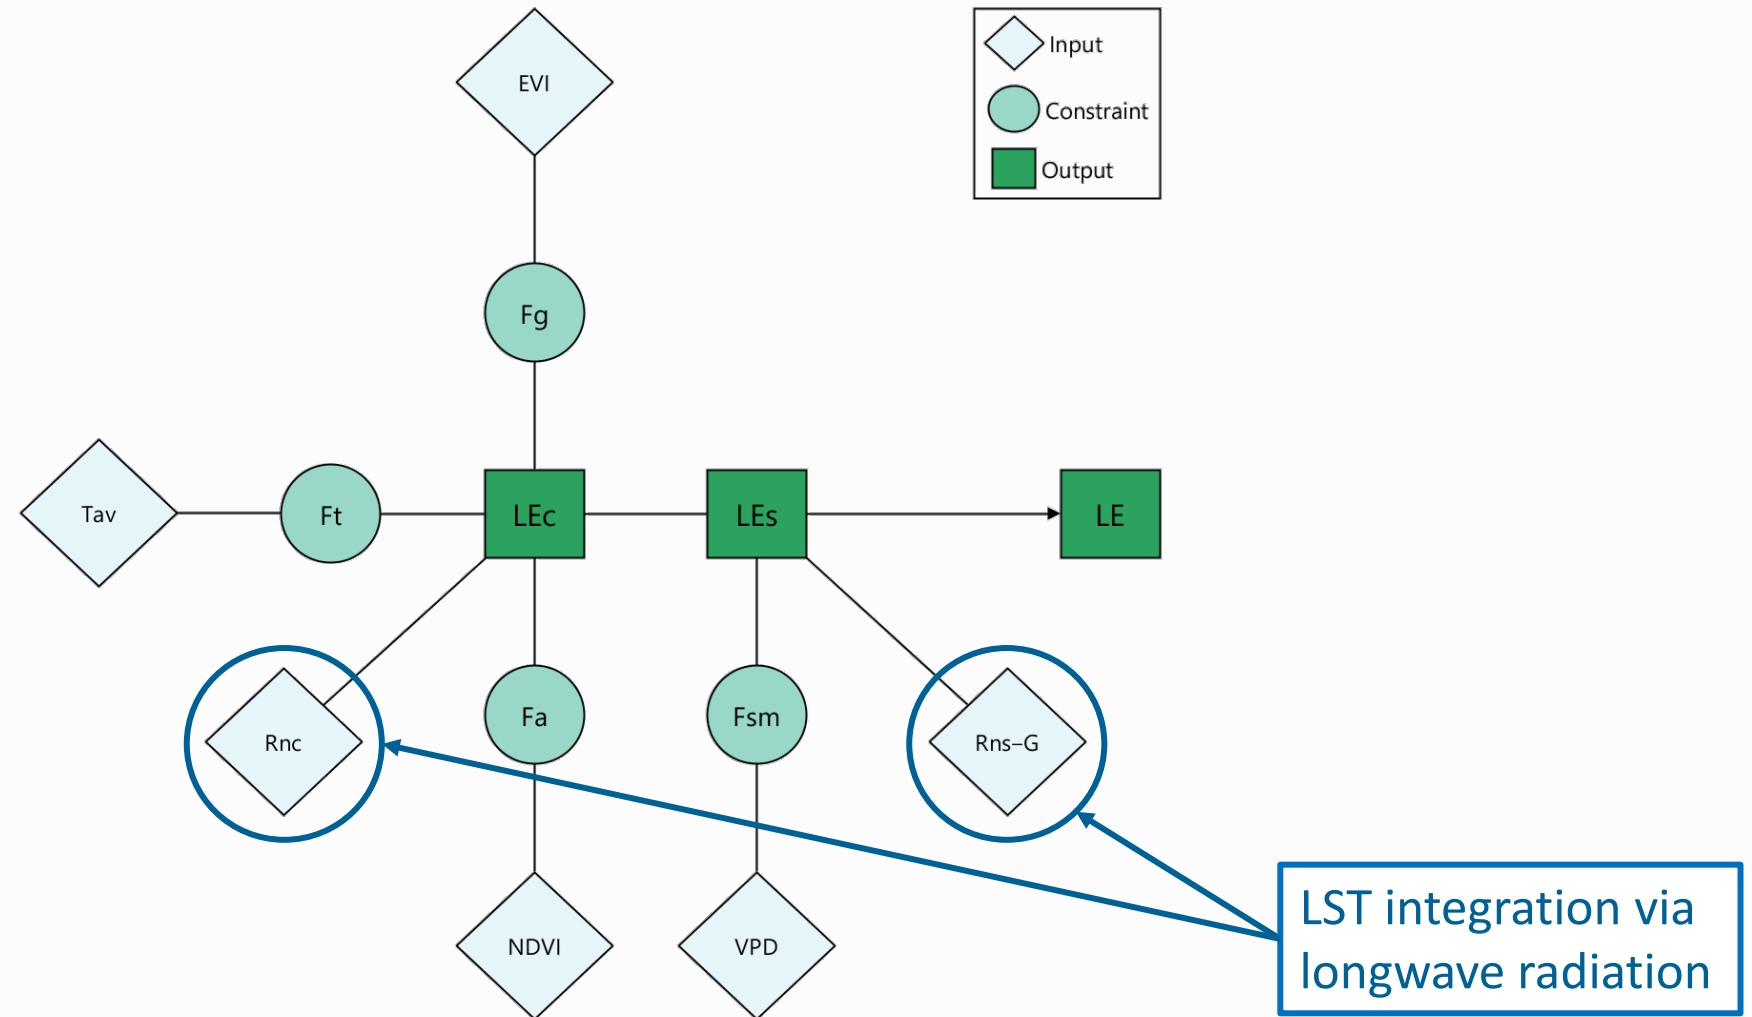 EVI
Input
Constraint
Output
Fg
Tav
Ft
LEc
LEs
LE
Rnc
Fa
Fsm
Rns–G
NDVI
VPD
LST integration via
longwave radiation